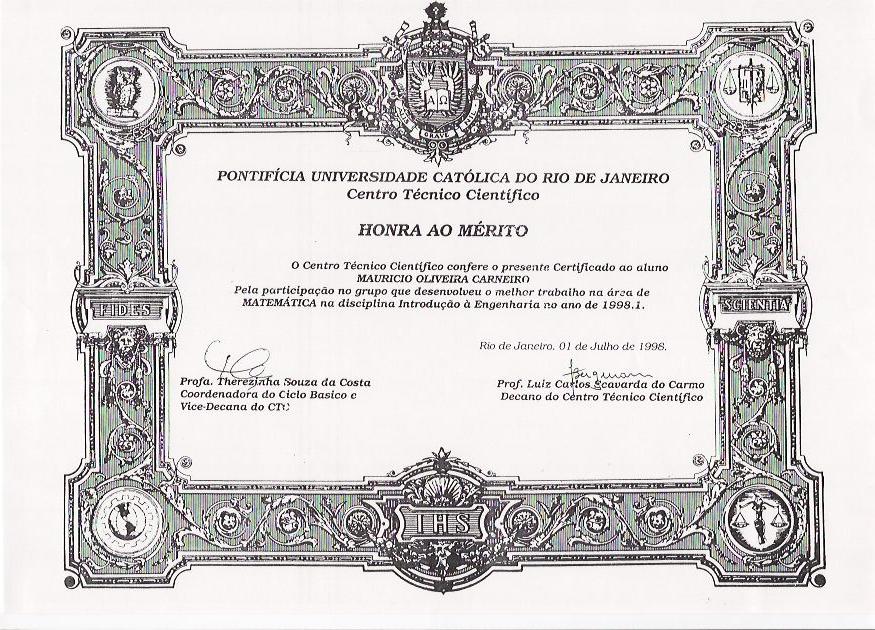 GRAVE
PONTIFÍCIA UNIVERSIDADE CATÓLICA DO RIO DE JANEIRO
Centro Técnico Científico
HONRA AO MÉRITO
O Centro Técnico Científico confere o presente Certificado ao aluno
MAURICIO OLIVEIRA CARNEIRO
Pela participação no grupo que desenvolveu o melhor trabalho na área de
MATEMÁTICA na disciplina Introdução à Engenharia no ano de 1998.1.
FIDES
SCIENTIA
Rio de Janeiro, 01 de Julho de 1998.
Profa. Therezinha Souza da Costa
Coordenadora do Ciclo Basico e
Vice-Decana do CTC
Prof. Luiz Carlos Scavarda do Carmo
Decano do Centro Técnico Científico
IHS